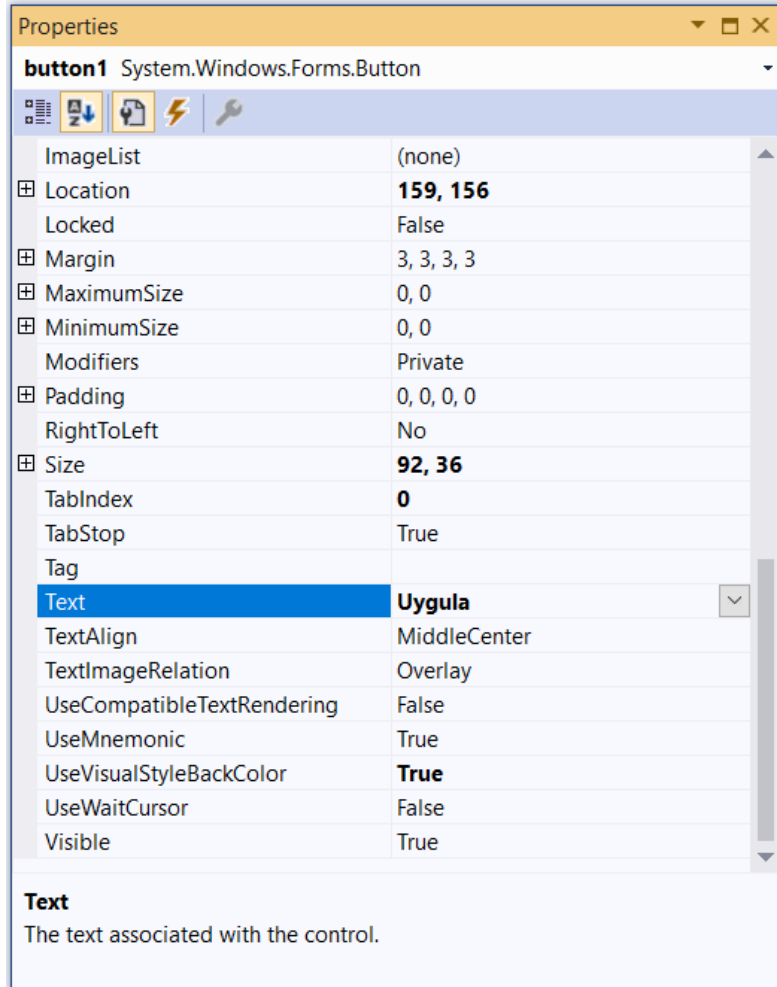 Properties
button1 System.Windows.Forms.Button
ImageList (none)
Location 159, 156
Locked False
Margin 3, 3, 3, 3
MaximumSize 0, 0
MinimumSize 0, 0
Modifiers Private
Padding 0, 0, 0, 0
RightToLeft No
Size 92, 36
TabIndex 0
TabStop True
Tag
Text Uygula
TextAlign MiddleCenter
TextImageRelation Overlay
UseCompatibleTextRendering False
UseMnemonic True
UseVisualStyleBackColor True
UseWaitCursor False
Visible True
Text
The text associated with the control.